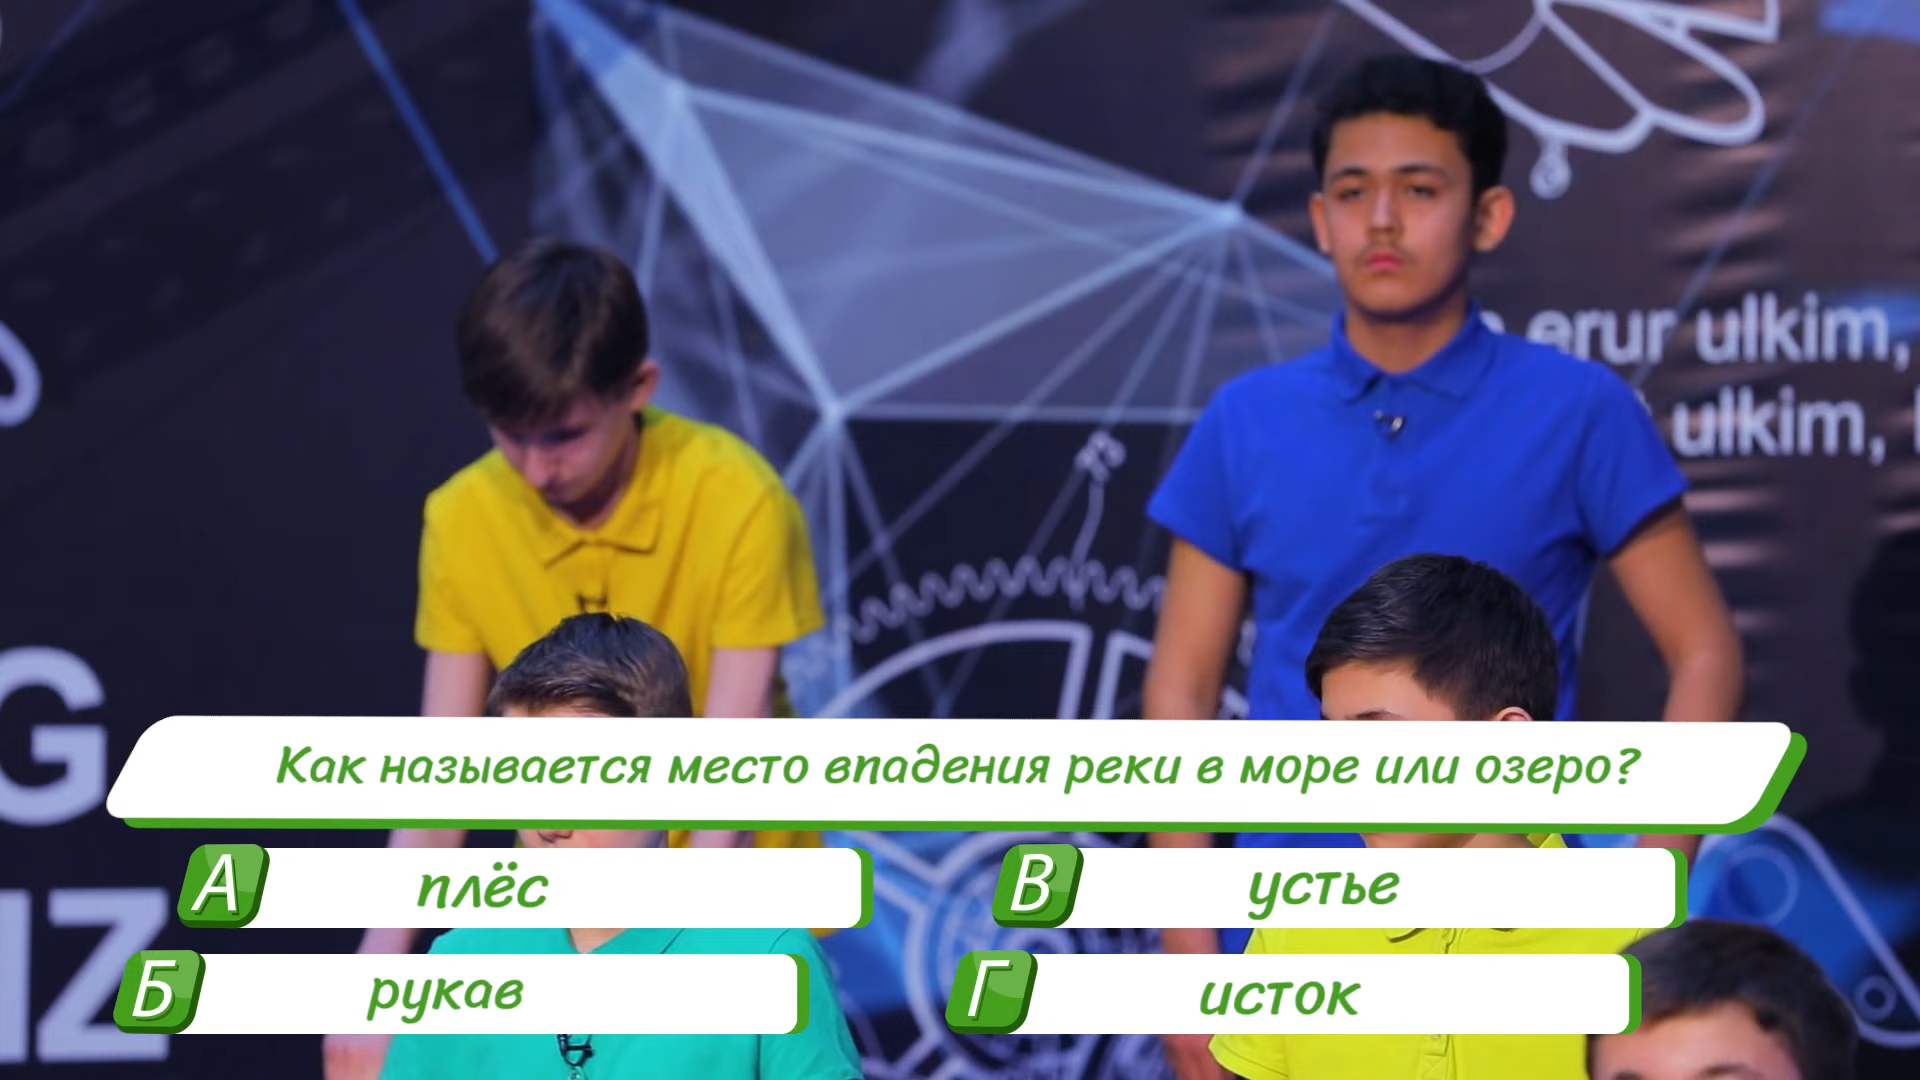 erur ulkim,
ulkim,
G
IZ
Как называется место впадения реки в море или озеро?
А плёс
В устье
Б рукав
Г исток